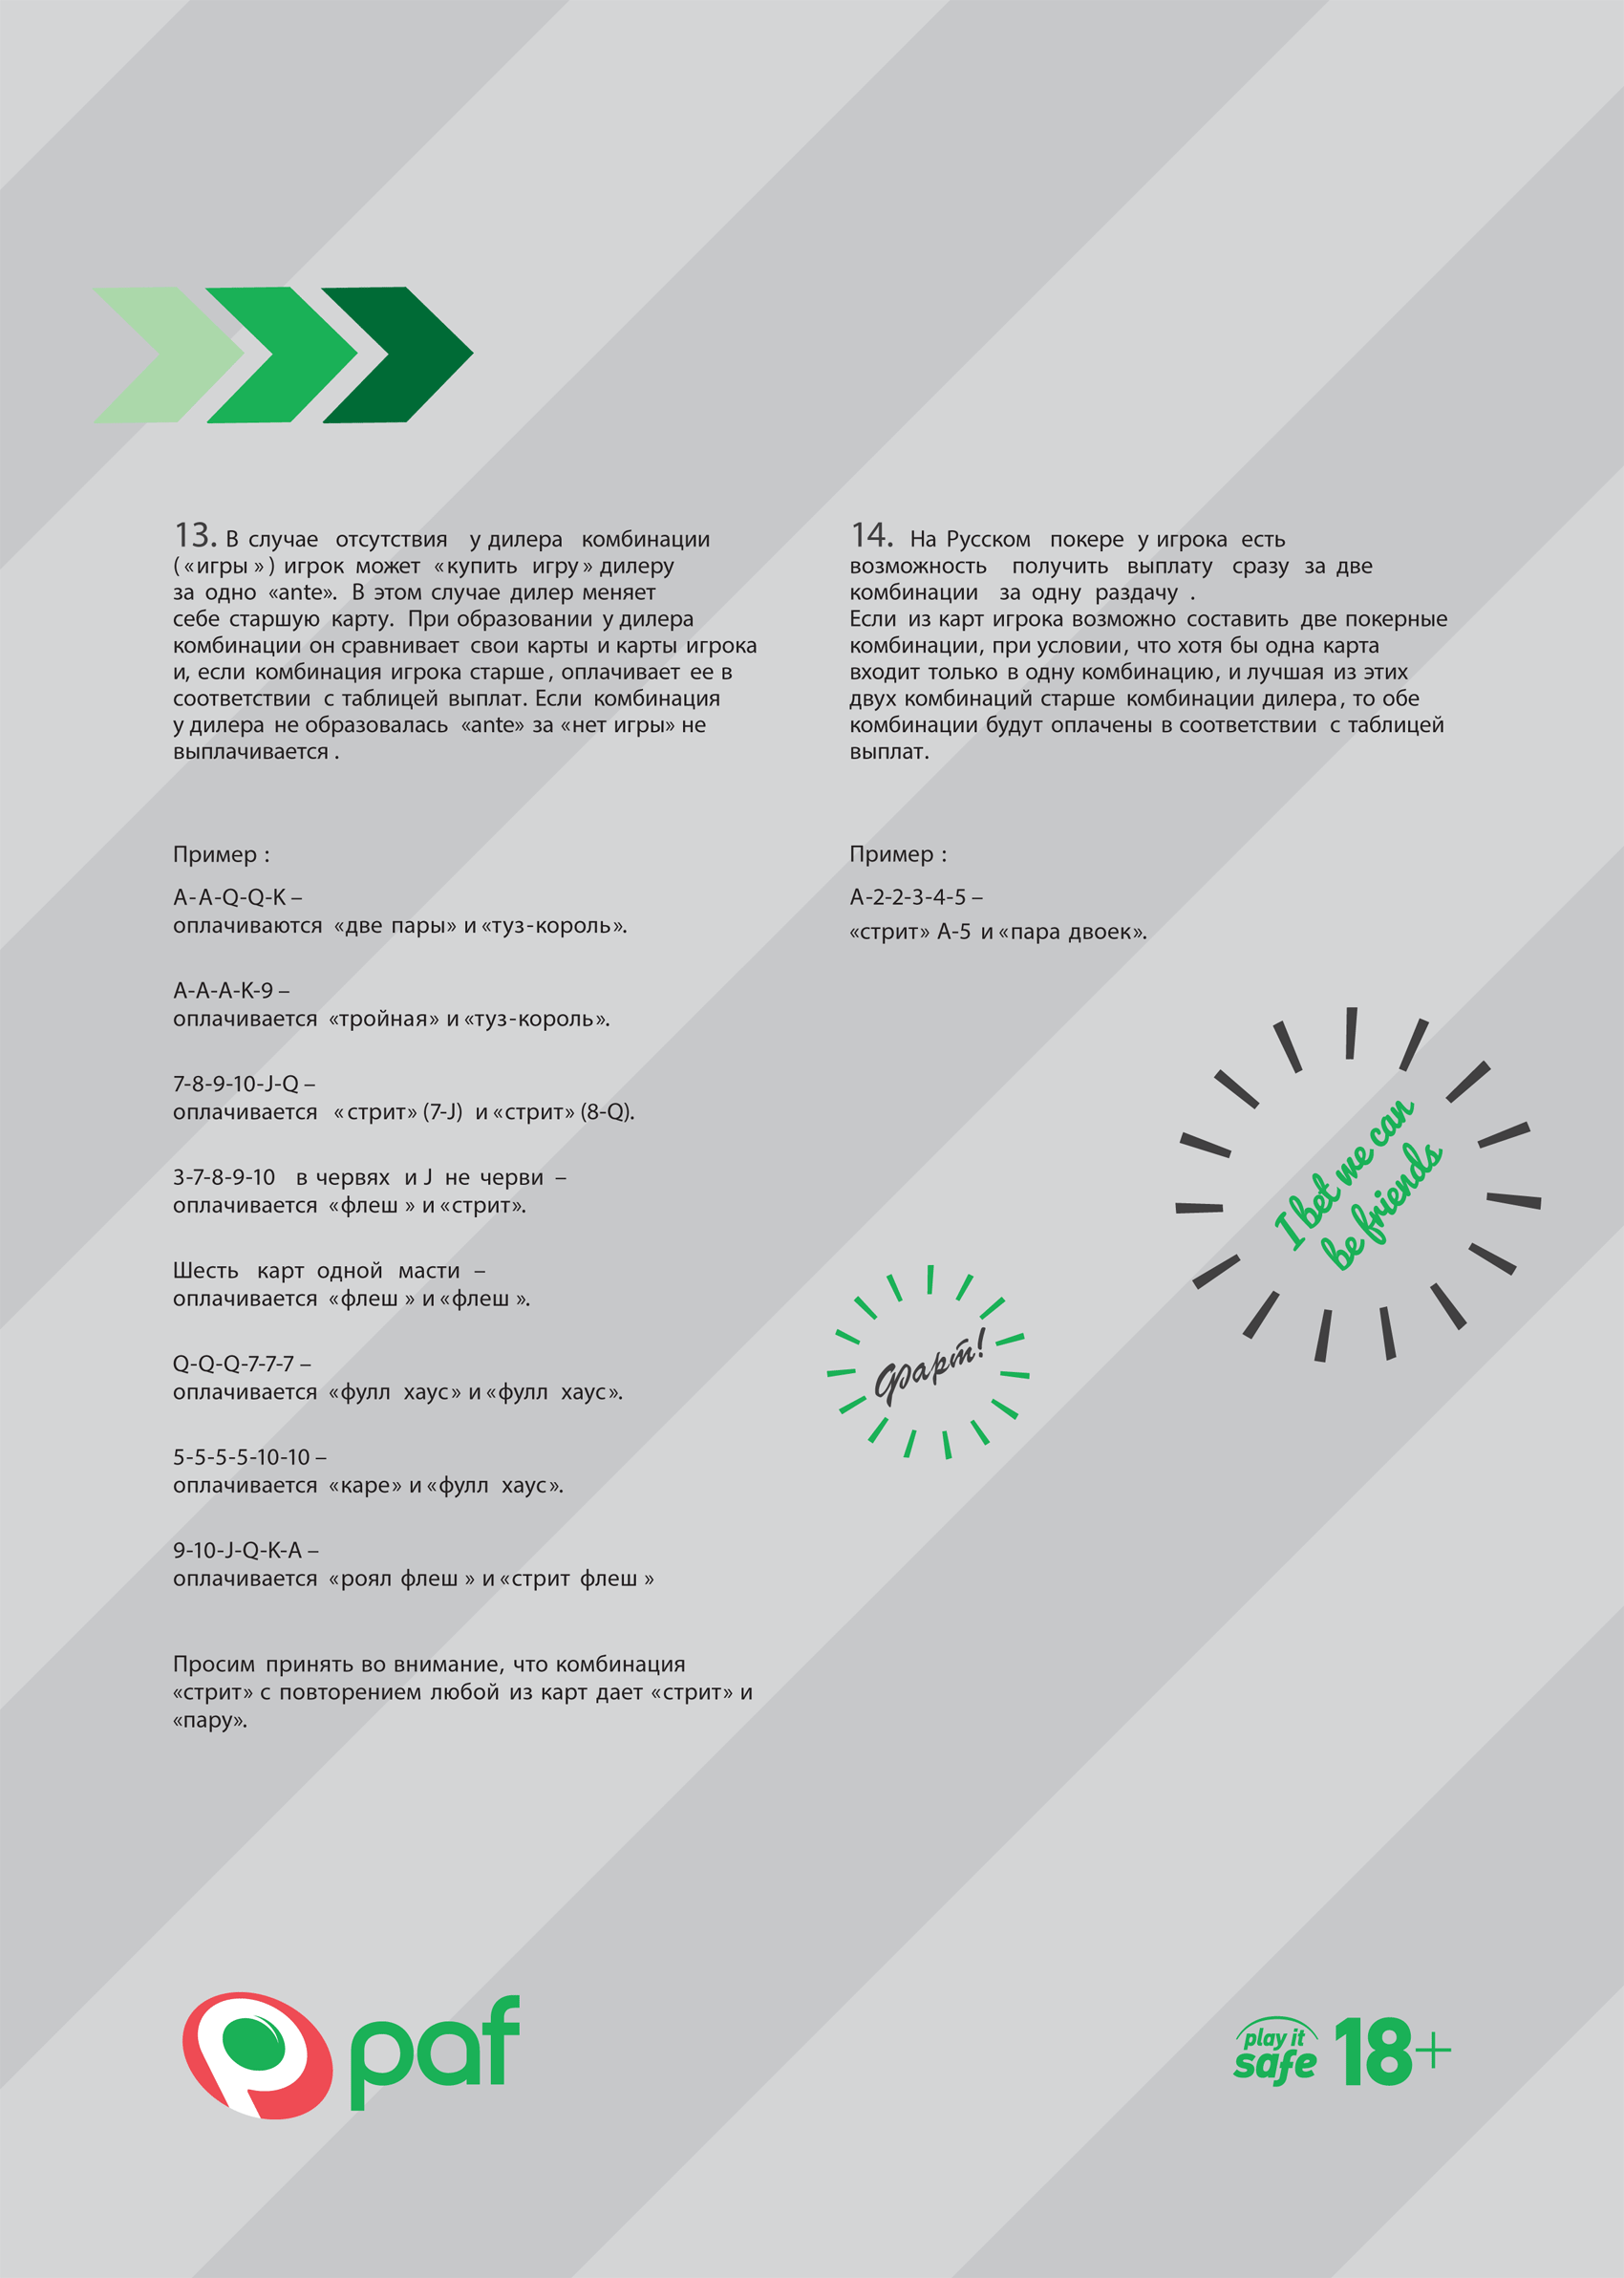 13. В случае отсутствия у дилера комбинации
(«игры») игрок может «купить игру» дилеру
за одно «ante». В этом случае дилер меняет
себе старшую карту. При образовании у дилера
комбинации он сравнивает свои карты и карты игрока
и, если комбинация игрока старше, оплачивает ее в
соответствии с таблицей выплат. Если комбинация
у дилера не образовалась «ante» за «нет игры» не
выплачивается .
Пример :
A-A-Q-Q-K –
оплачиваются «две пары» и «туз-король».
A-A-A-K-9 –
оплачивается «тройная» и «туз-король».
7-8-9-10-J-Q –
оплачивается «стрит» (7-J) и «стрит» (8-Q).
3-7-8-9-10 в червях и J не черви –
оплачивается «флеш » и «стрит».
Шесть карт одной масти –
оплачивается «флеш » и «флеш ».
Q-Q-Q-7-7-7 –
оплачивается «фулл хаус» и «фулл хаус».
5-5-5-5-10-10 –
оплачивается «каре» и «фулл хаус».
9-10-J-Q-K-A –
оплачивается «роял флеш » и «стрит флеш »
Просим принять во внимание, что комбинация
«стрит» с повторением любой из карт дает «стрит» и
«пару».
14. На Русском покере у игрока есть
возможность получить выплату сразу за две
комбинации за одну раздачу .
Если из карт игрока возможно составить две покерные
комбинации, при условии, что хотя бы одна карта
входит только в одну комбинацию, и лучшая из этих
двух комбинаций старше комбинации дилера, то обе
комбинации будут оплачены в соответствии с таблицей
выплат.
Пример :
A-2-2-3-4-5 –
«стрит» A-5 и «пара двоек».
I bet we can
be friends
Фарт!
paf
play it
safe
18+